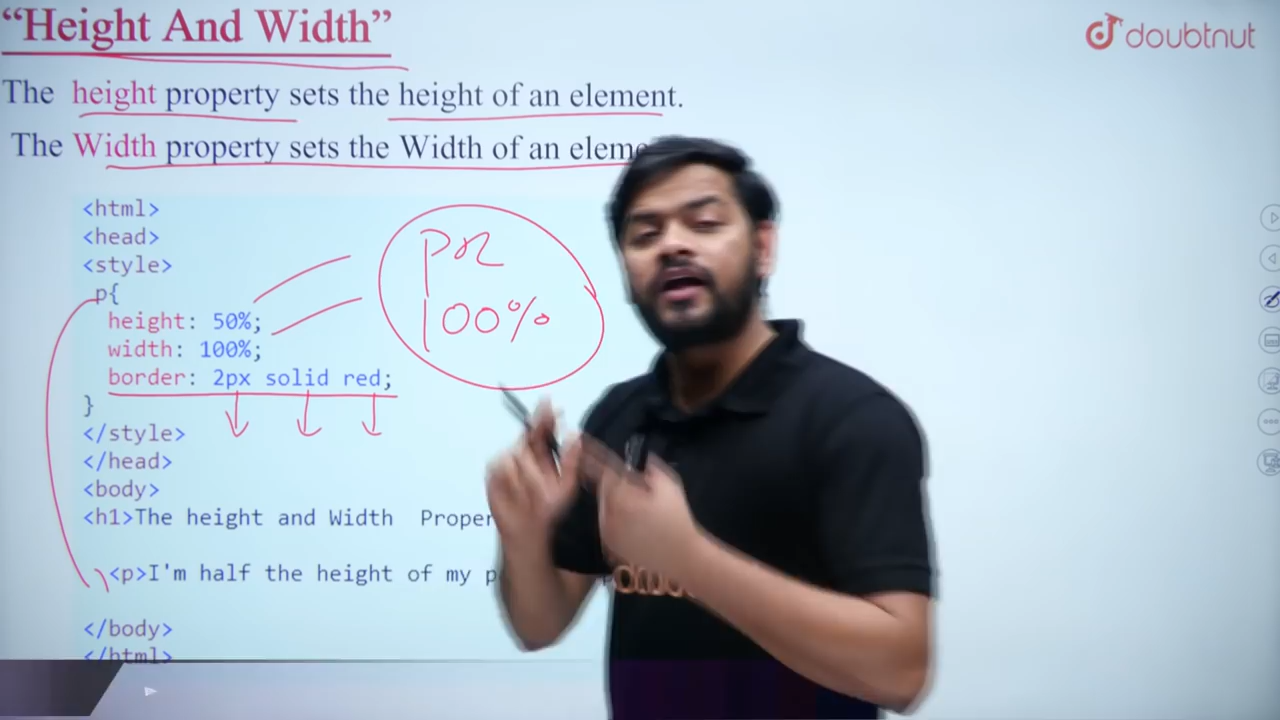 “Height And Width”
doubtnut
The height property sets the height of an element.
The Width property sets the Width of an eleme
<html>
<head>
<style>
p{
height: 50%;
width: 100%;
border: 2px solid red;
}
</style>
</head>
<body>
<h1>The height and Width Proper
<p>I'm half the height of my p
</body>
</html>
px
100%